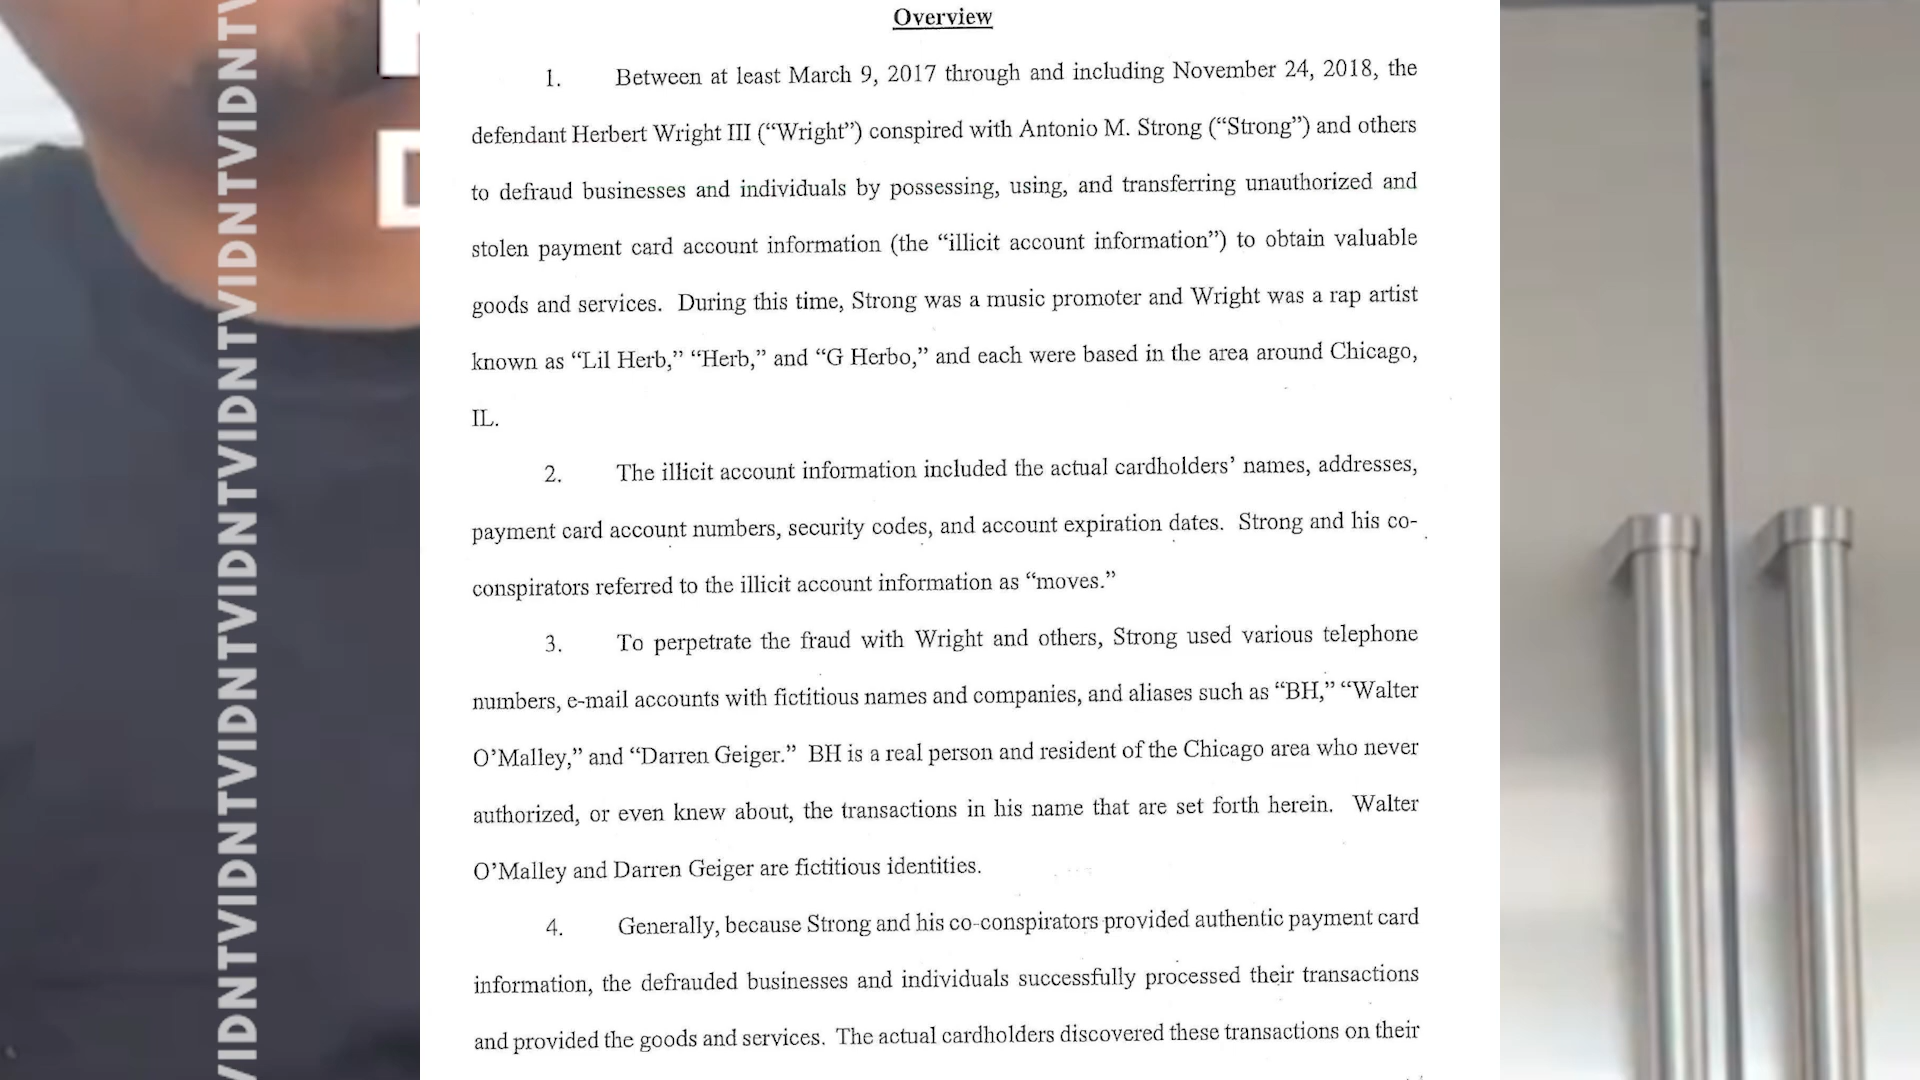 Overview
1. Between at least March 9, 2017 through and including November 24, 2018, the
defendant Herbert Wright III (“Wright”) conspired with Antonio M. Strong (“Strong”) and others
to defraud businesses and individuals by possessing, using, and transferring unauthorized and
stolen payment card account information (the “illicit account information”) to obtain valuable
goods and services. During this time, Strong was a music promoter and Wright was a rap artist
known as “Lil Herb,” “Herb,” and “G Herbo,” and each were based in the area around Chicago,
IL.
2. The illicit account information included the actual cardholders’ names, addresses,
payment card account numbers, security codes, and account expiration dates. Strong and his co-
conspirators referred to the illicit account information as “moves.”
3. To perpetrate the fraud with Wright and others, Strong used various telephone
numbers, e-mail accounts with fictitious names and companies, and aliases such as “BH,” “Walter
O’Malley,” and “Darren Geiger.” BH is a real person and resident of the Chicago area who never
authorized, or even knew about, the transactions in his name that are set forth herein. Walter
O’Malley and Darren Geiger are fictitious identities.
4. Generally, because Strong and his co-conspirators provided authentic payment card
information, the defrauded businesses and individuals successfully processed their transactions
and provided the goods and services. The actual cardholders discovered these transactions on their
VIDNTVIDNTVIDNTVIDNTVIDNTVIDNTVIDNTVIDNTV
D